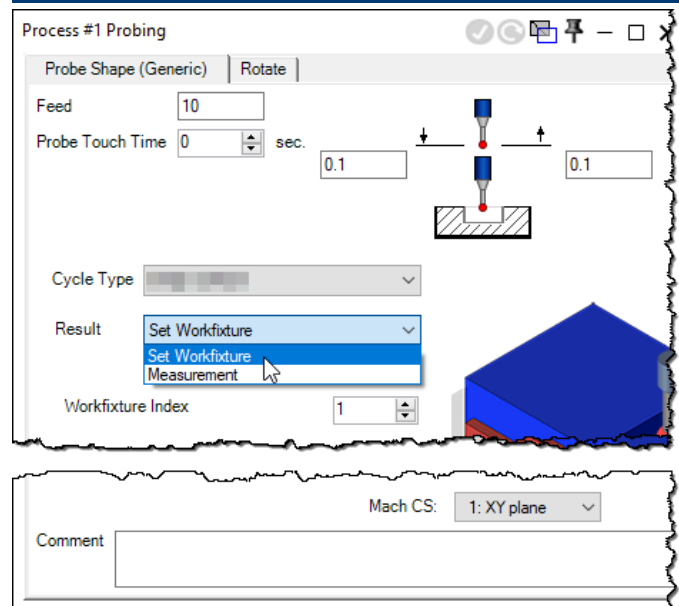 Process #1 Probing
Probe Shape (Generic) Rotate
Feed 10
Probe Touch Time 0 sec.
0.1 0.1
Cycle Type
Result Set Workfixture
Set Workfixture
Measurement
Workfixture Index 1
Mach CS: 1: XY plane
Comment